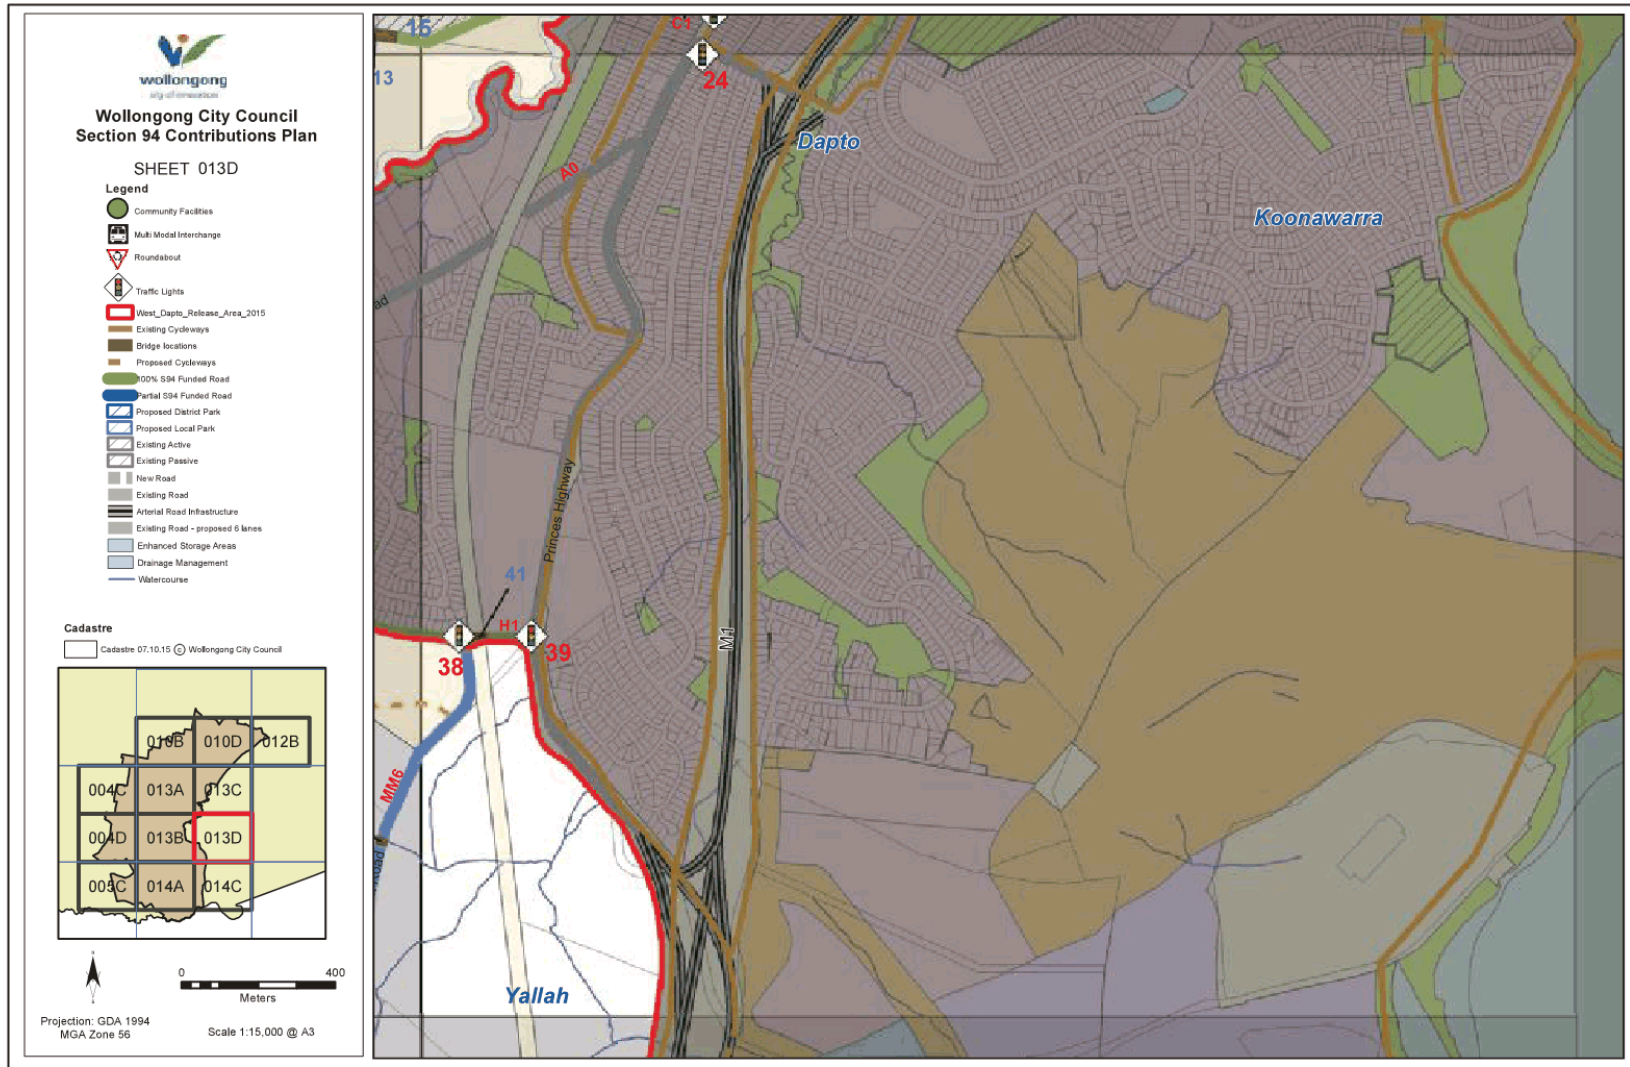 wollongong
city of innovation
Wollongong City Council
Section 94 Contributions Plan
SHEET 013D
Legend
Community Facilities
Multi Modal Interchange
Roundabout
Traffic Lights
West_Dapto_Release_Area_2015
Existing Cycleways
Bridge locations
Proposed Cycleways
100% S94 Funded Road
Partial S94 Funded Road
Proposed District Park
Proposed Local Park
Existing Active
Existing Passive
New Road
Existing Road
Arterial Road Infrastructure
Existing Road - proposed 6 lanes
Enhanced Storage Areas
Drainage Management
Watercourse
Cadastre
Cadastre 07.10.15 © Wollongong City Council
010B 010D 012B
004C 013A 013C
004D 013B 013D
005C 014A 014C
0 400
Meters
Projection: GDA 1994
MGA Zone 56
Scale 1:15,000 @ A3
15
13
C1
24
Dapto
A0
Koonawarra
ad
Princes Highway
41
H1
38
39
M1
MM6
Road
Yallah